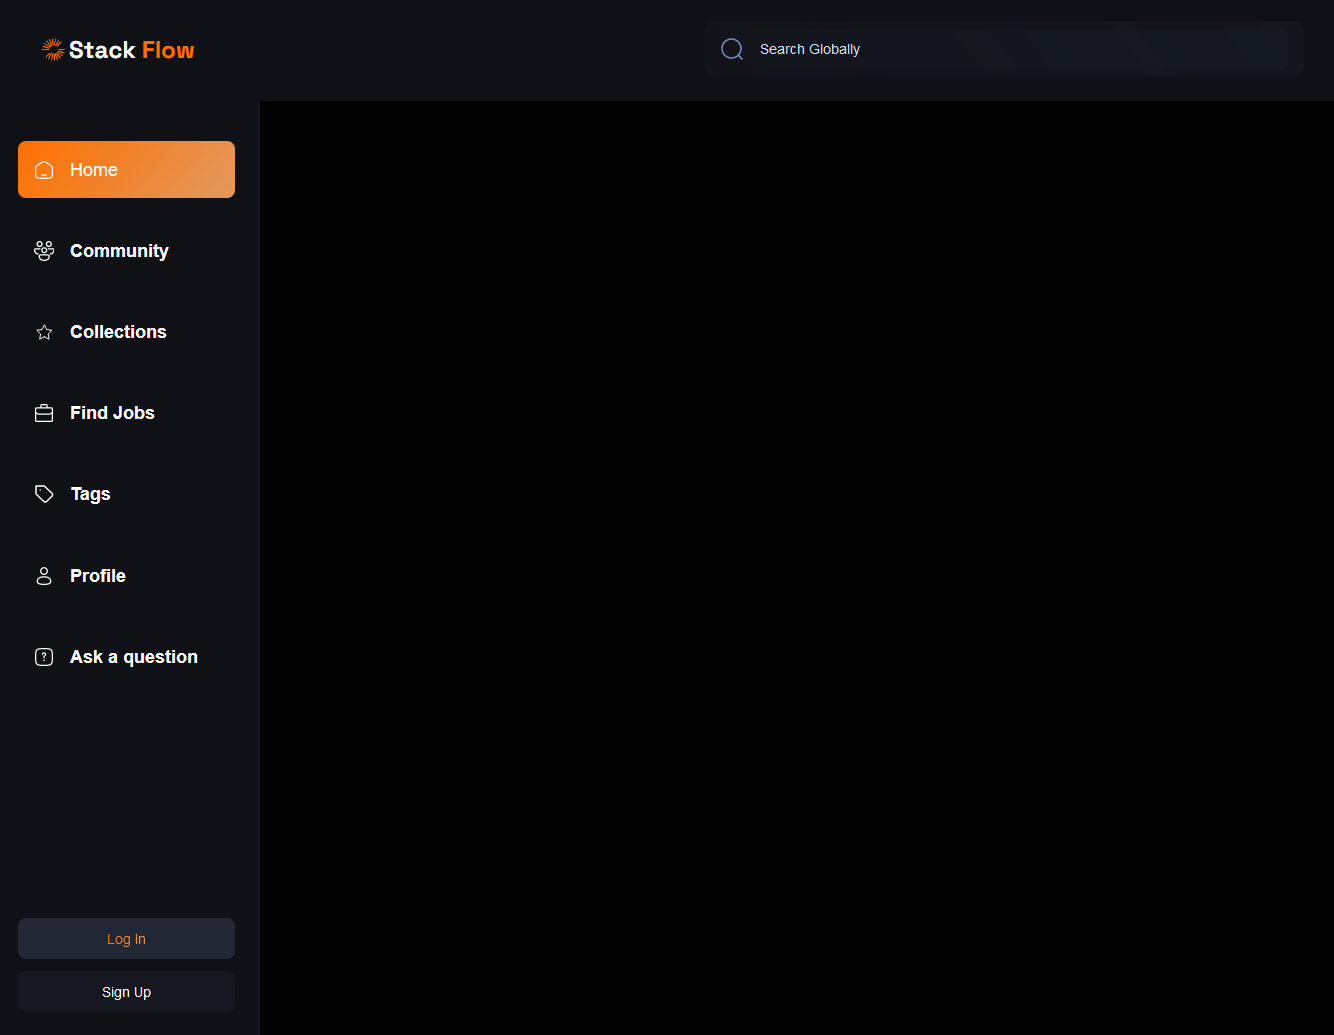 Stack Flow
Search Globally
Home
Community
Collections
Find Jobs
Tags
Profile
Ask a question
Log In
Sign Up